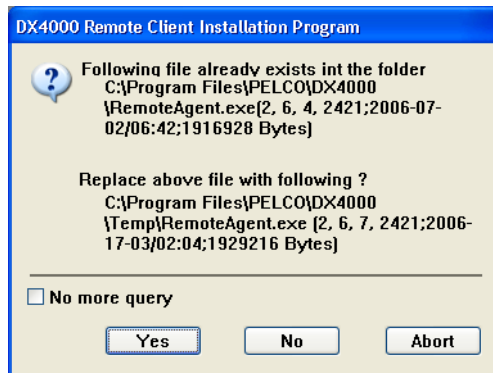 DX4000 Remote Client Installation Program
Following file already exists int the folder
C:\Program Files\PELCO\DX4000
\RemoteAgent.exe(2, 6, 4, 2421;2006-07-
02/06:42;1916928 Bytes)
Replace above file with following ?
C:\Program Files\PELCO\DX4000
\Temp\RemoteAgent.exe (2, 6, 7, 2421;2006-
17-03/02:04;1929216 Bytes)
No more query
Yes
No
Abort